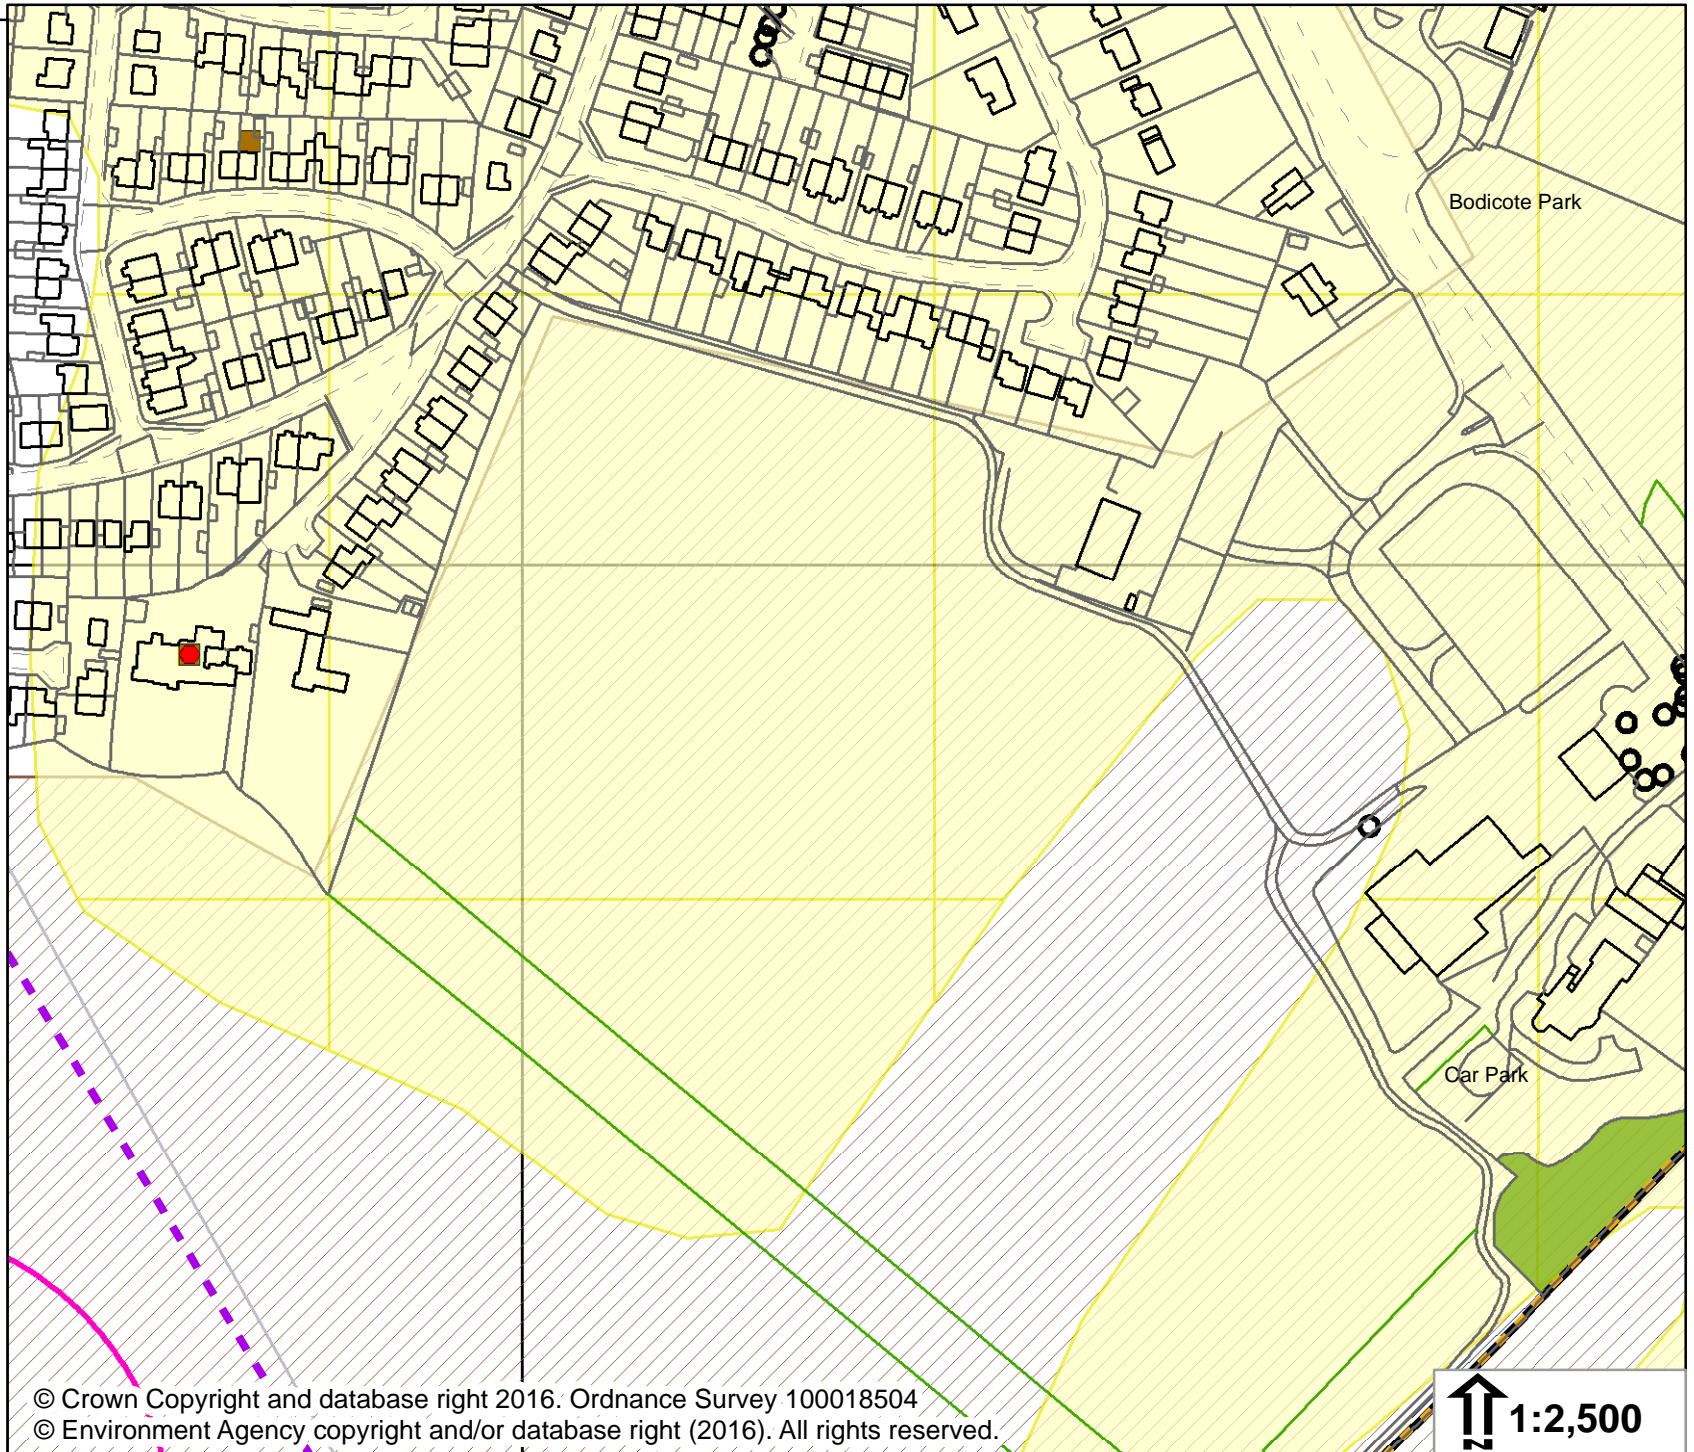 Bodicote Park
Car Park
© Crown Copyright and database right 2016. Ordnance Survey 100018504
© Environment Agency copyright and/or database right (2016). All rights reserved.
1:2,500
N